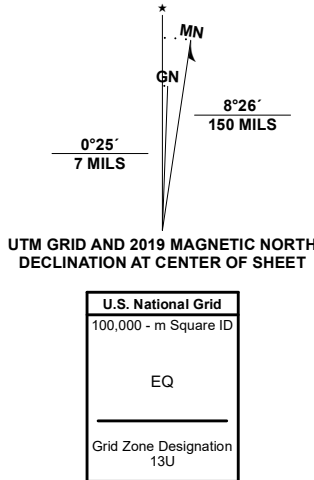 ★
MN
GN
8°26´
150 MILS
0°25´
7 MILS
UTM GRID AND 2019 MAGNETIC NORTH
DECLINATION AT CENTER OF SHEET
U.S. National Grid
100,000 - m Square ID
EQ
Grid Zone Designation
13U